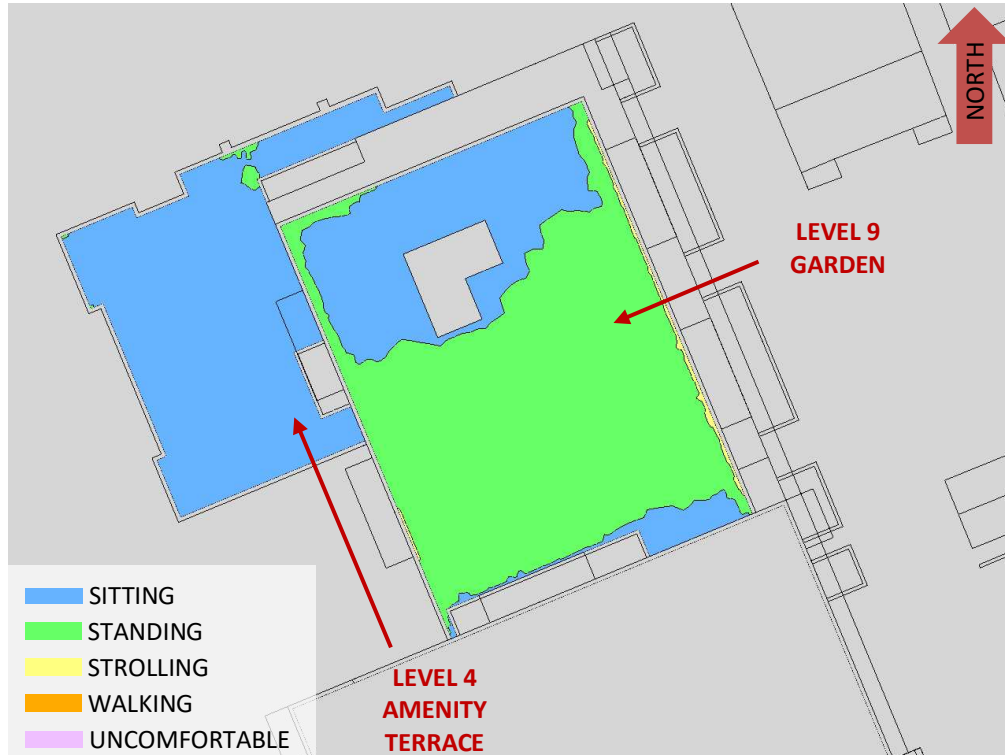 NORTH
LEVEL 9
GARDEN
SITTING
STANDING
STROLLING
WALKING
UNCOMFORTABLE
LEVEL 4
AMENITY
TERRACE